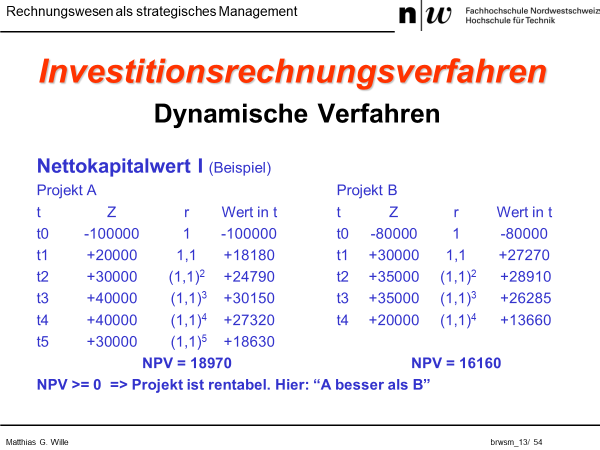 Rechnungswesen als strategisches Management
n|w Fachhochschule Nordwestschweiz
Hochschule für Technik
Investitionsrechnungsverfahren
Dynamische Verfahren
Nettokapitalwert I (Beispiel)
Projekt A Projekt B
t Z r Wert in t t Z r Wert in t
t0 -100000 1 -100000 t0 -80000 1 -80000
t1 +20000 1,1 +18180 t1 +30000 1,1 +27270
t2 +30000 (1,1)² +24790 t2 +35000 (1,1)² +28910
t3 +40000 (1,1)³ +30150 t3 +35000 (1,1)³ +26285
t4 +40000 (1,1)⁴ +27320 t4 +20000 (1,1)⁴ +13660
t5 +30000 (1,1)⁵ +18630
NPV = 18970 NPV = 16160
NPV >= 0 => Projekt ist rentabel. Hier: “A besser als B”
Matthias G. Wille brwsm_13/ 54